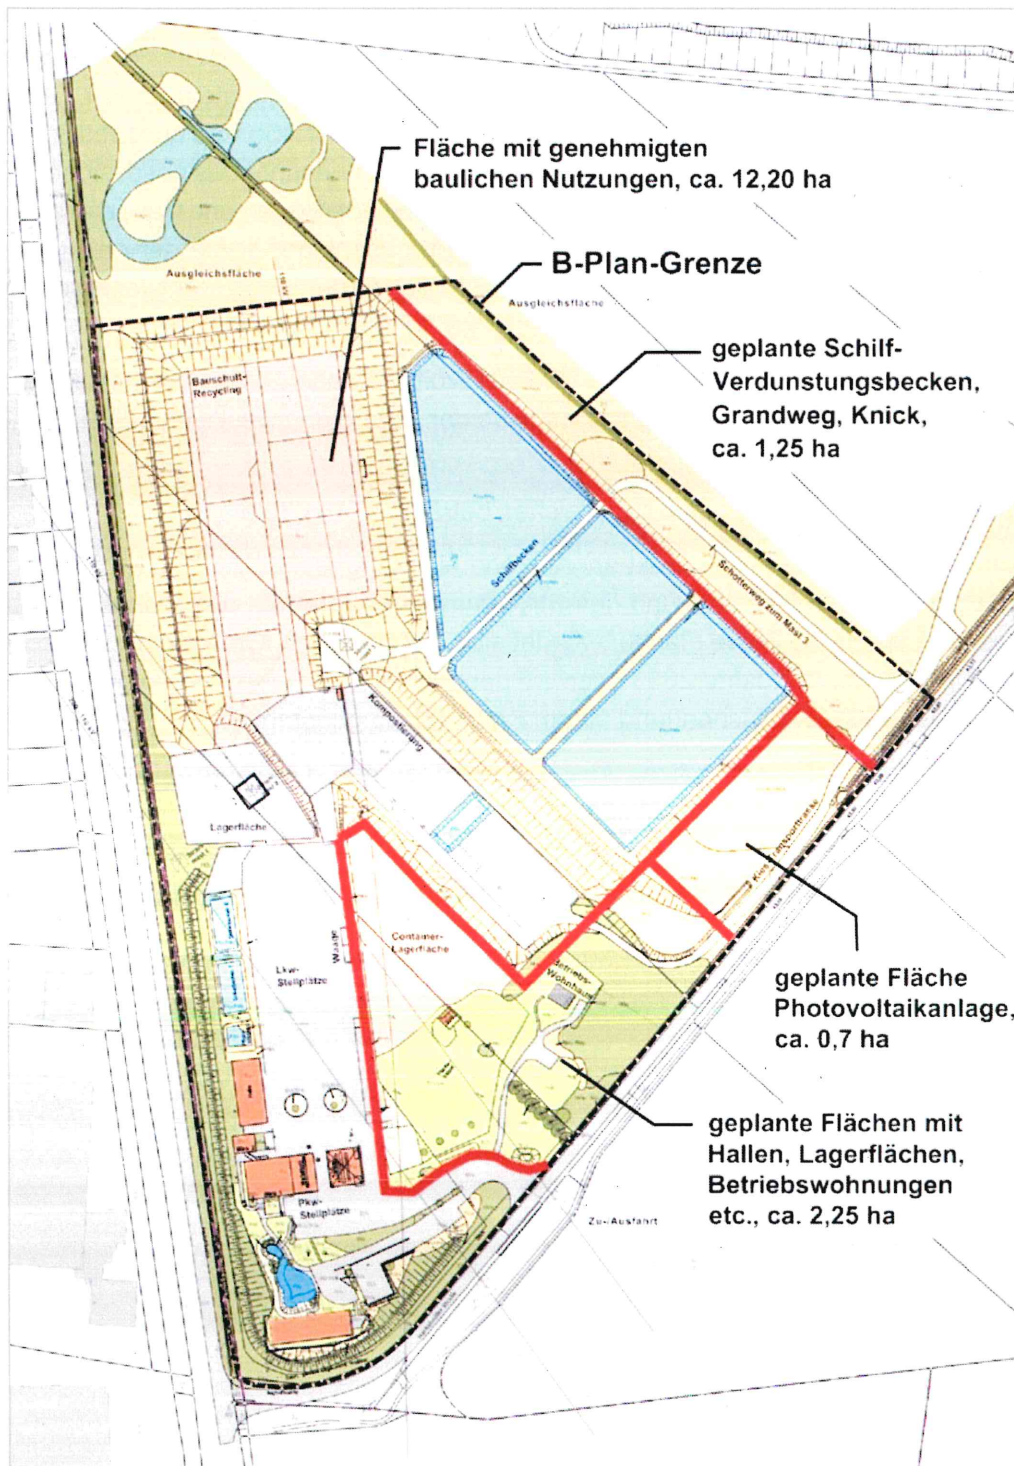 Fläche mit genehmigten
baulichen Nutzungen, ca. 12,20 ha
B-Plan-Grenze
Ausgleichsfläche
Ausgleichsfläche
geplante Schilf-
Verdunstungsbecken,
Grandweg, Knick,
ca. 1,25 ha
Bauschutt-
Recycling
Schilfbecken
Schotterweg zum Mast 3
Kompostierung
Lagerfläche
Container-
Lagerfläche
Waage
Lkw-
Stellplätze
Betriebs-
Wohnhaus
geplante Fläche
Photovoltaikanlage,
ca. 0,7 ha
geplante Flächen mit
Hallen, Lagerflächen,
Betriebswohnungen
etc., ca. 2,25 ha
Pkw-
Stellplätze
Zu-/Ausfahrt